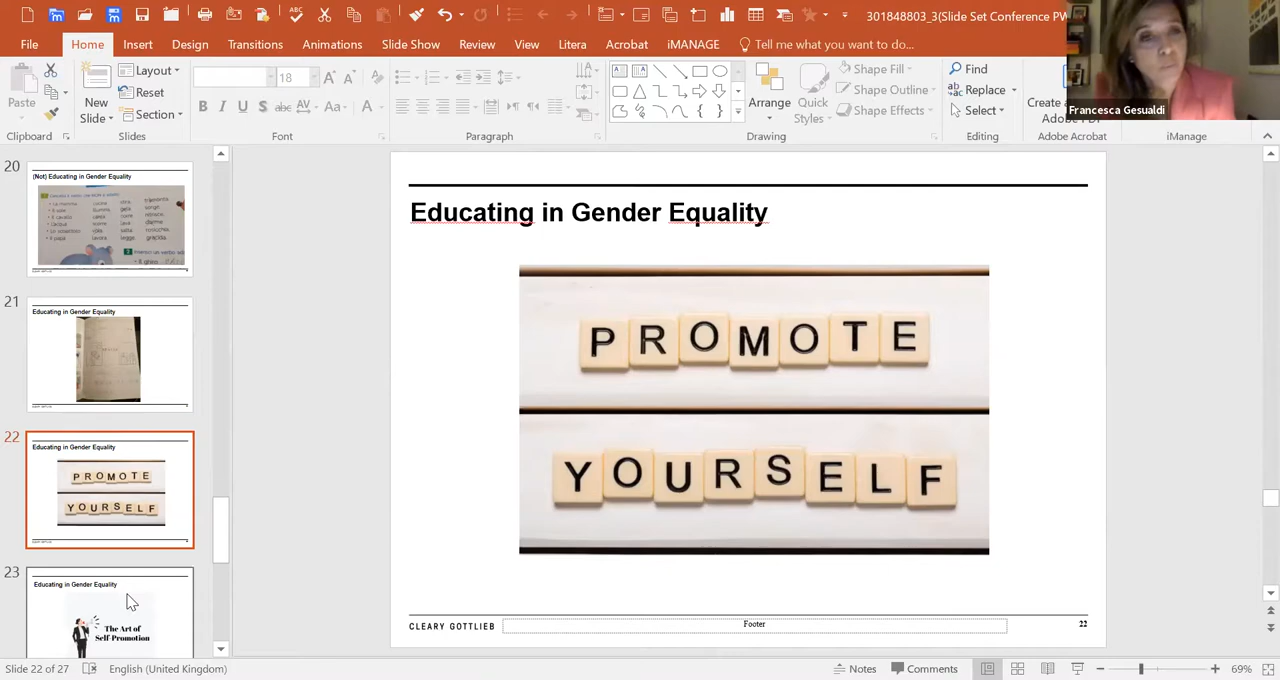 301848803_3(Slide Set Conference PW
File Home Insert Design Transitions Animations Slide Show Review View Litera Acrobat iMANAGE Tell me what you want to do...
Paste
New Slide
Layout
Reset
Section
18
Arrange
Quick Styles
Shape Fill
Shape Outline
Shape Effects
Find
Replace
Select
Create
Adobe PDF
Clipboard Slides Font Paragraph Drawing Editing Adobe Acrobat iManage
Francesca Gesualdi
20
(Not) Educating in Gender Equality
21
Educating in Gender Equality
22
Educating in Gender Equality
PROMOTE
YOURSELF
23
Educating in Gender Equality
The Art of
Self-Promotion
Educating in Gender Equality
PROMOTE
YOURSELF
CLEARY GOTTLIEB Footer 22
Slide 22 of 27 English (United Kingdom) Notes Comments 69%